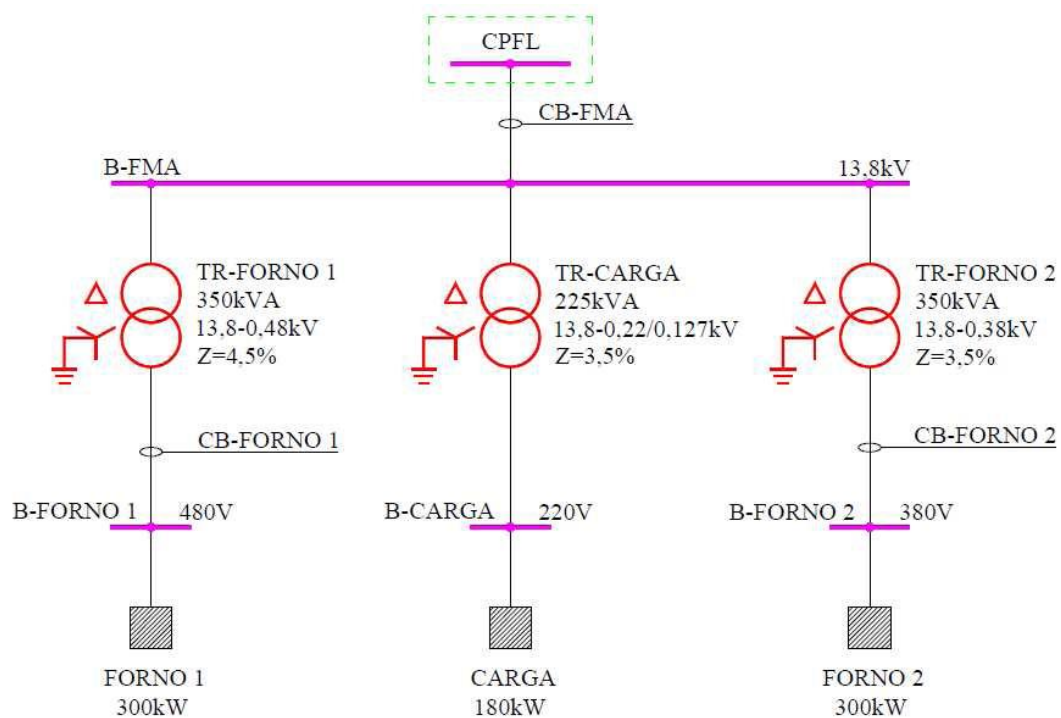 CPFL
CB-FMA
B-FMA
13.8kV
TR-FORNO 1
350kVA
13,8-0,48kV
Z=4,5%
TR-CARGA
225kVA
13,8-0,22/0,127kV
Z=3,5%
TR-FORNO 2
350kVA
13,8-0,38kV
Z=3,5%
CB-FORNO 1
CB-FORNO 2
B-FORNO 1
480V
B-CARGA
220V
B-FORNO 2
380V
FORNO 1
300kW
CARGA
180kW
FORNO 2
300kW